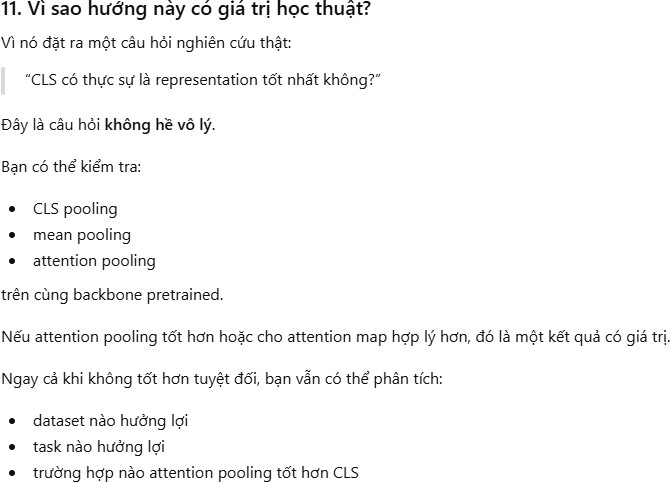 11. Vì sao hướng này có giá trị học thuật?
Vì nó đặt ra một câu hỏi nghiên cứu thật:
“CLS có thực sự là representation tốt nhất không?”
Đây là câu hỏi không hề vô lý.
Bạn có thể kiểm tra:
• CLS pooling
• mean pooling
• attention pooling
trên cùng backbone pretrained.
Nếu attention pooling tốt hơn hoặc cho attention map hợp lý hơn, đó là một kết quả có giá trị.
Ngay cả khi không tốt hơn tuyệt đối, bạn vẫn có thể phân tích:
• dataset nào hưởng lợi
• task nào hưởng lợi
• trường hợp nào attention pooling tốt hơn CLS